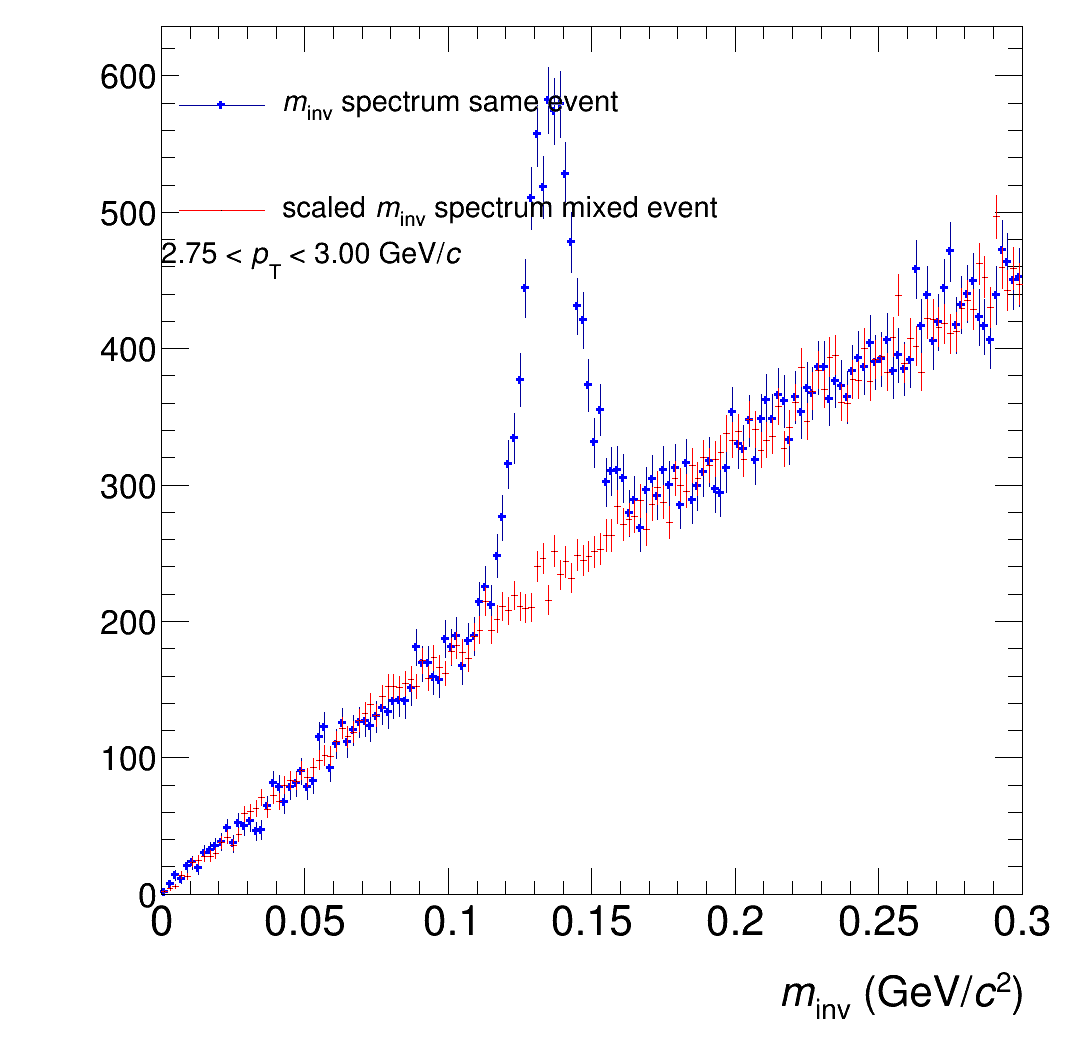 600
m_inv spectrum same event
500
scaled m_inv spectrum mixed event
2.75 < p_T < 3.00 GeV/c
400
300
200
100
0
0 0.05 0.1 0.15 0.2 0.25 0.3
m_inv (GeV/c²)